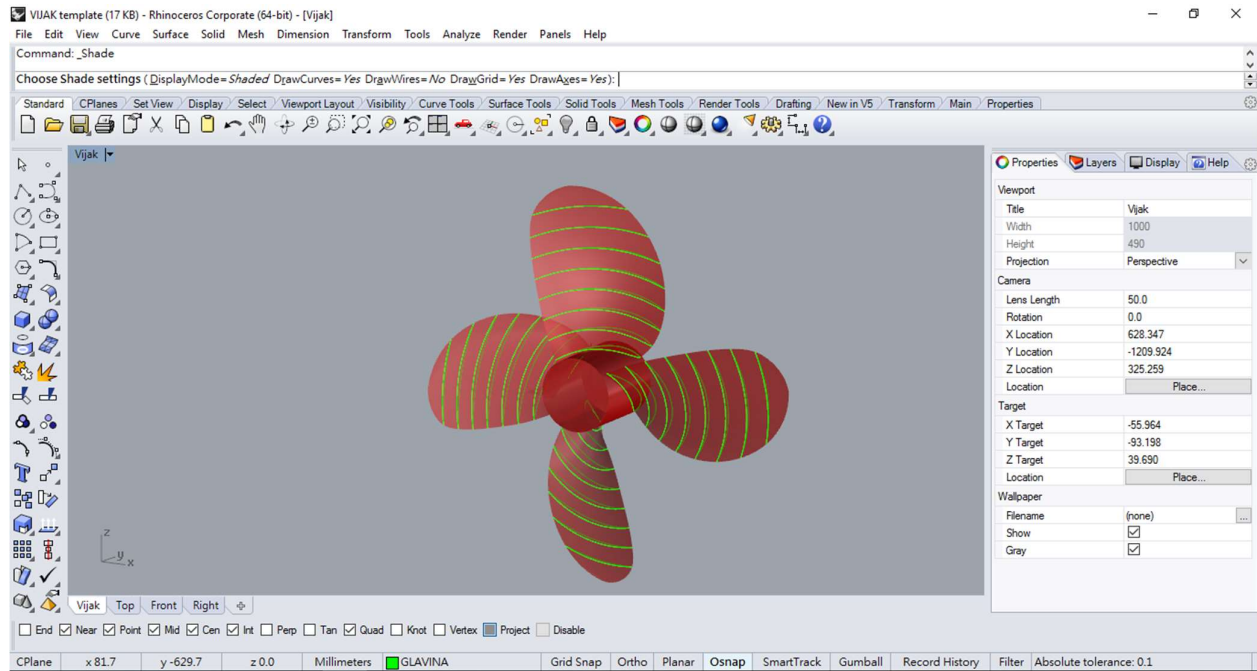 VIJAK template (17 KB) - Rhinoceros Corporate (64-bit) - [Vijak]
File Edit View Curve Surface Solid Mesh Dimension Transform Tools Analyze Render Panels Help
Command: _Shade
Choose Shade settings ( DisplayMode= Shaded DrawCurves= Yes DrawWires= No DrawGrid= Yes DrawAxes= Yes):
Standard CPlanes Set View Display Select Viewport Layout Visibility Curve Tools Surface Tools Solid Tools Mesh Tools Render Tools Drafting New in V5 Transform Main Properties
Vijak
Properties Layers Display Help
Viewport
Title Vijak
Width 1000
Height 490
Projection Perspective
Camera
Lens Length 50.0
Rotation 0.0
X Location 628.347
Y Location -1209.924
Z Location 325.259
Location Place...
Target
X Target -55.964
Y Target -93.198
Z Target 39.690
Location Place...
Wallpaper
Filename (none) ...
Show
Gray
z
y x
Vijak Top Front Right
End Near Point Mid Cen Int Perp Tan Quad Knot Vertex Project Disable
CPlane x 81.7 y -629.7 z 0.0 Millimeters GLAVINA Grid Snap Ortho Planar Osnap SmartTrack Gumball Record History Filter Absolute tolerance: 0.1